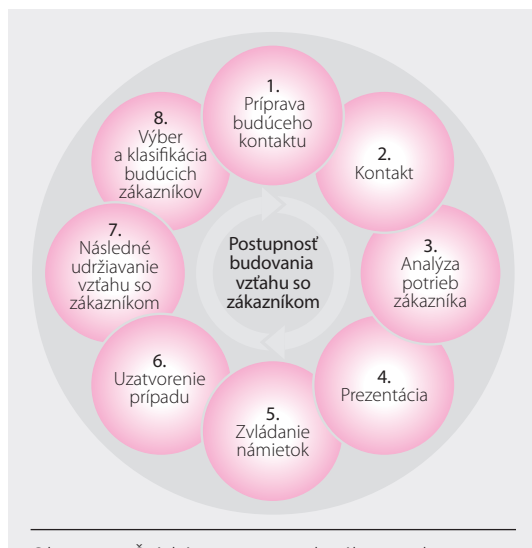 1.
Príprava
budúceho
kontaktu
2.
Kontakt
3.
Analýza
potrieb
zákazníka
4.
Prezentácia
5.
Zvládanie
námietok
6.
Uzatvorenie
prípadu
7.
Následné
udržiavanie
vzťahu so
zákazníkom
8.
Výber
a klasifikácia
budúcich
zákazníkov
Postupnosť
budovania
vzťahu so
zákazníkom